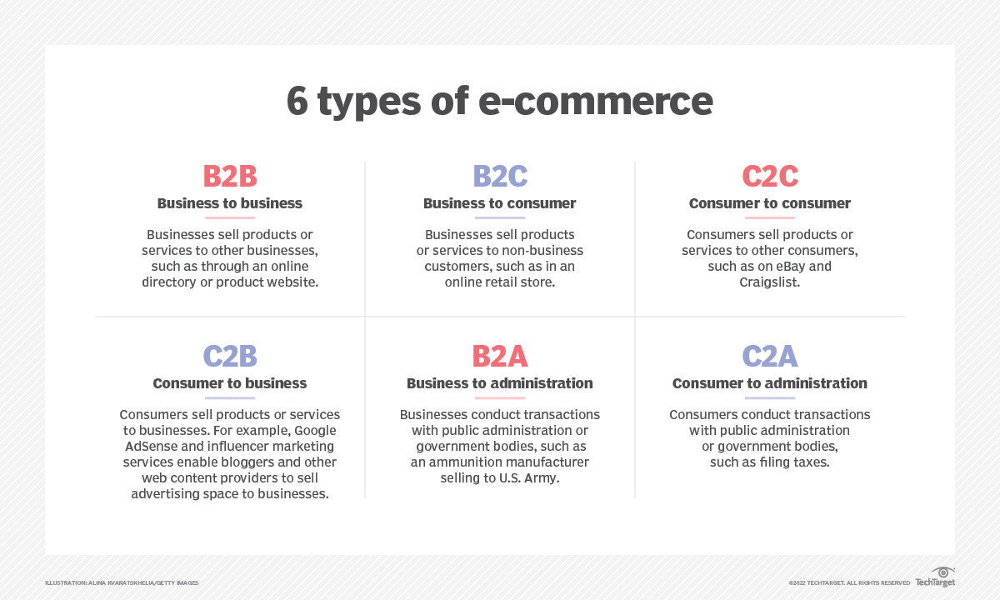 6 types of e-commerce
B2B
Business to business
Businesses sell products or
services to other businesses,
such as through an online
directory or product website.
B2C
Business to consumer
Businesses sell products
or services to non-business
customers, such as in an
online retail store.
C2C
Consumer to consumer
Consumers sell products or
services to other consumers,
such as on eBay and
Craigslist.
C2B
Consumer to business
Consumers sell products or services
to businesses. For example, Google
AdSense and influencer marketing
services enable bloggers and other
web content providers to sell
advertising space to businesses.
B2A
Business to administration
Businesses conduct transactions
with public administration or
government bodies, such as
an ammunition manufacturer
selling to U.S. Army.
C2A
Consumer to administration
Consumers conduct transactions
with public administration
or government bodies,
such as filing taxes.
ILLUSTRATION: ALINA KVARATSKHELIA/GETTY IMAGES
©2022 TECHTARGET. ALL RIGHTS RESERVED
TechTarget